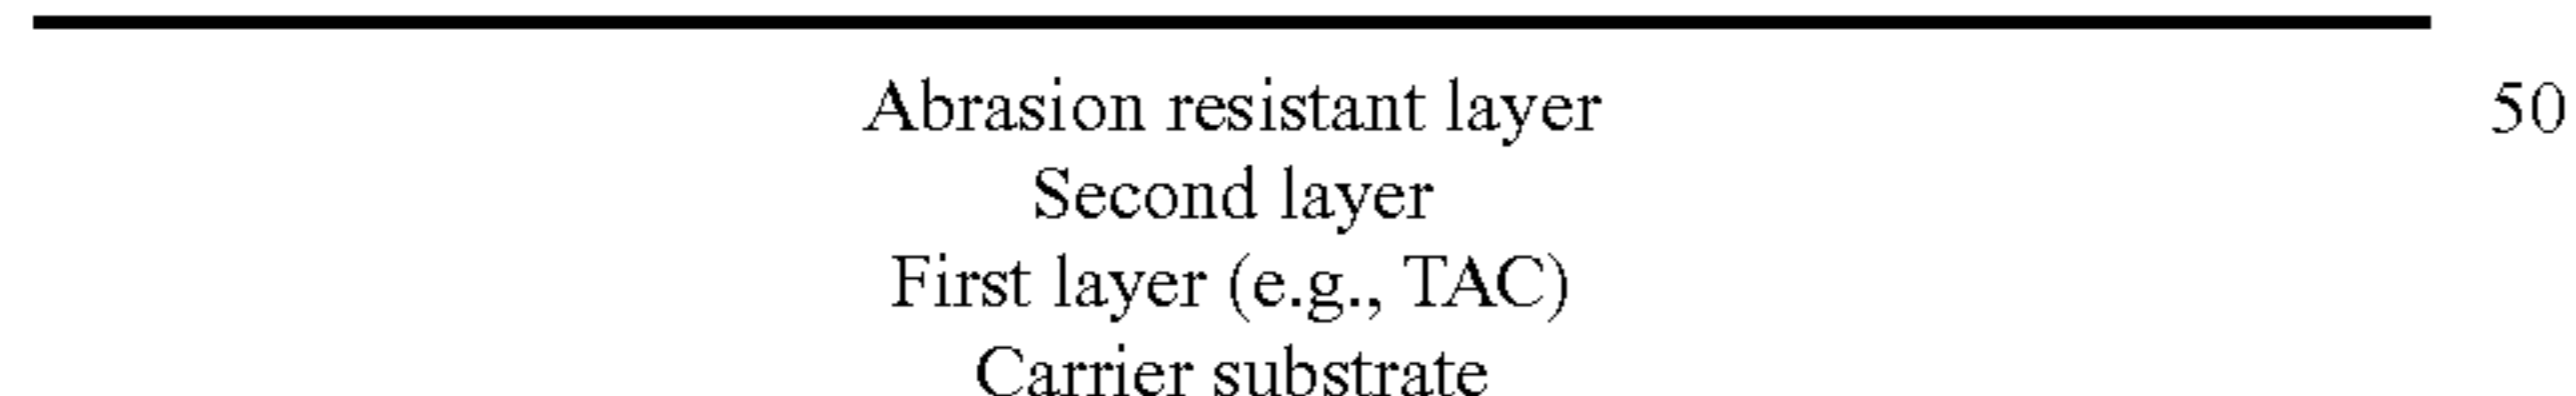 Abrasion resistant layer 50
Second layer
First layer (e.g., TAC)
Carrier substrate